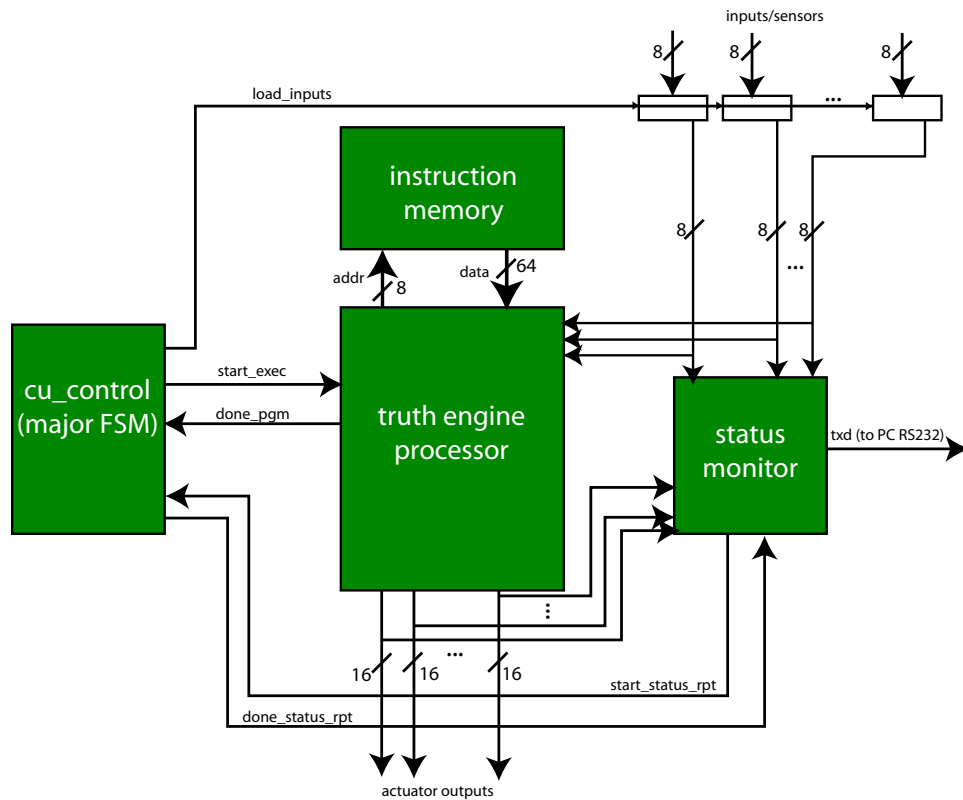 inputs/sensors
8
8
8
load_inputs
...
instruction
memory
8
8
8
addr
8
data
64
...
cu_control
(major FSM)
start_exec
done_pgm
truth engine
processor
status
monitor
txd (to PC RS232)
...
...
16
16
16
start_status_rpt
done_status_rpt
actuator outputs